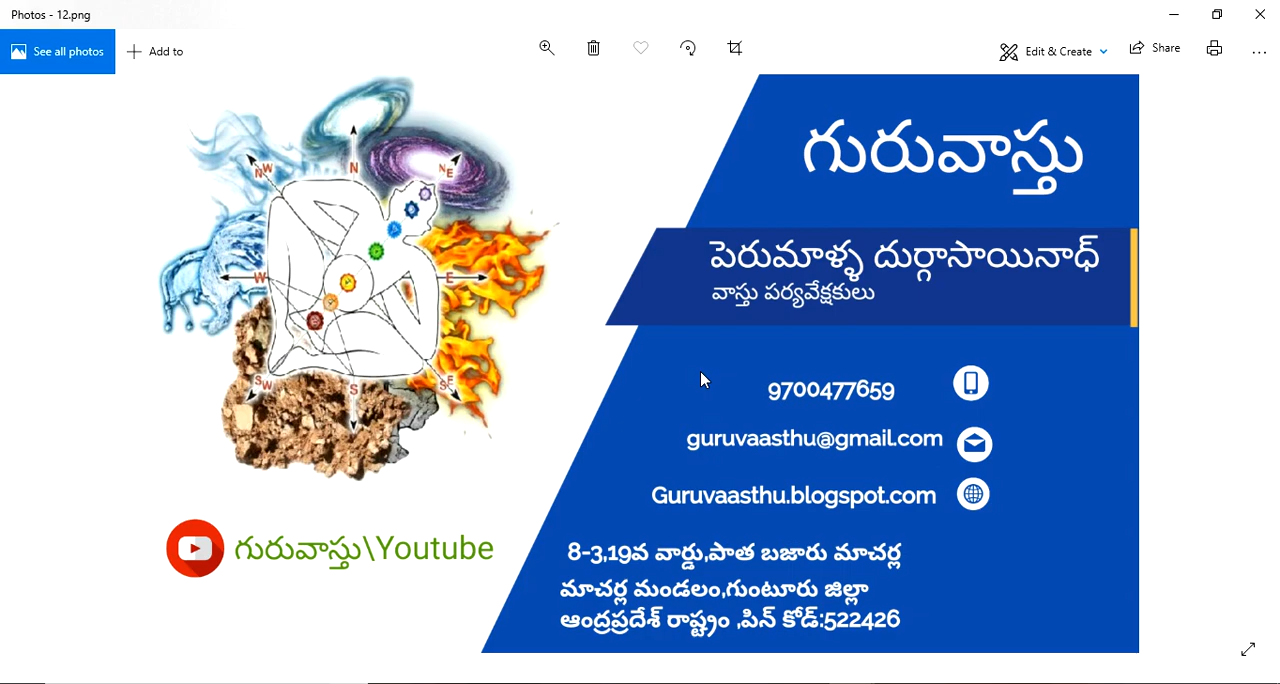 Photos - 12.png
See all photos
Add to
Edit & Create
Share
గురువాస్తు
పెరుమాళ్ళ దుర్గాసాయినాధ్
వాస్తు పర్యవేక్షకులు
N
NW
NE
W
E
SW
S
SE
9700477659
guruvaasthu@gmail.com
Guruvaasthu.blogspot.com
గురువాస్తు\Youtube
8-3,19వ వార్డు,పాత బజారు మాచర్ల
మాచర్ల మండలం,గుంటూరు జిల్లా
ఆంద్రప్రదేశ్ రాష్ట్రం ,పిన్ కోడ్:522426